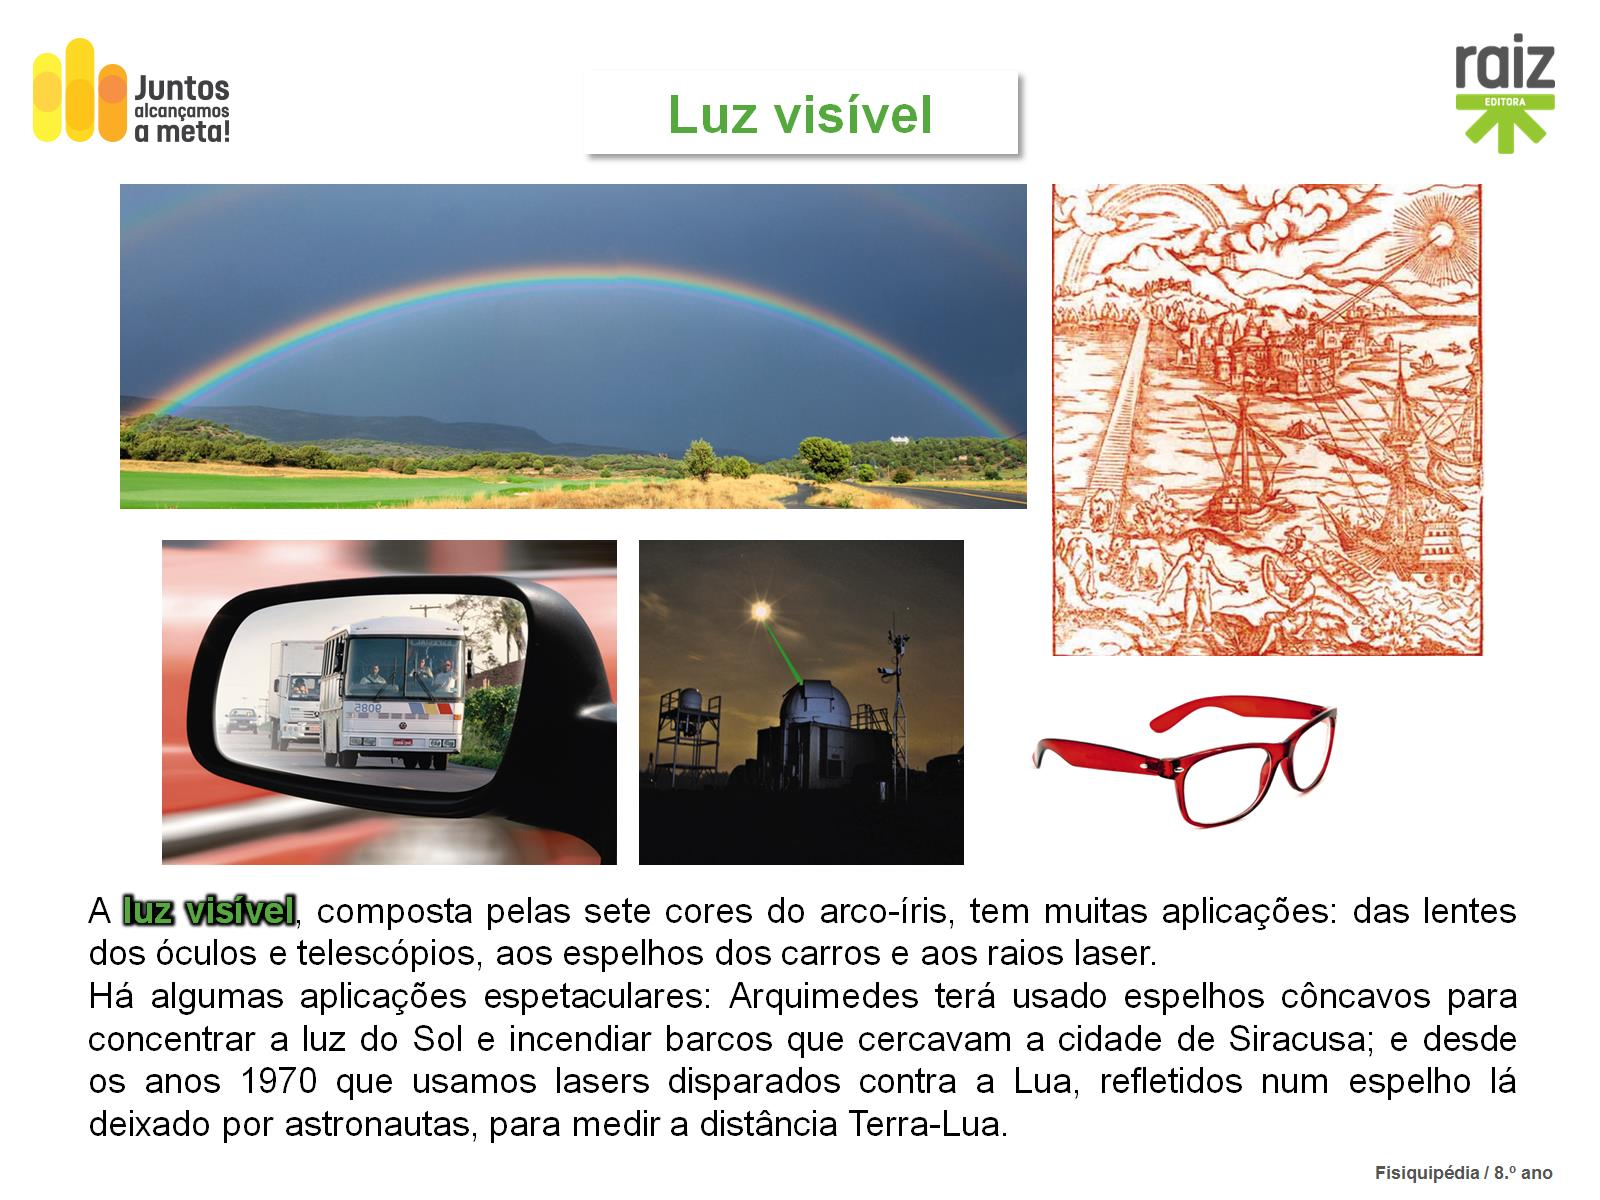 Juntos
alcançamos
a meta!
raiz
EDITORA
Luz visível
A luz visível, composta pelas sete cores do arco-íris, tem muitas aplicações: das lentes
dos óculos e telescópios, aos espelhos dos carros e aos raios laser.
Há algumas aplicações espetaculares: Arquimedes terá usado espelhos côncavos para
concentrar a luz do Sol e incendiar barcos que cercavam a cidade de Siracusa; e desde
os anos 1970 que usamos lasers disparados contra a Lua, refletidos num espelho lá
deixado por astronautas, para medir a distância Terra-Lua.
Fisiquipédia / 8.º ano